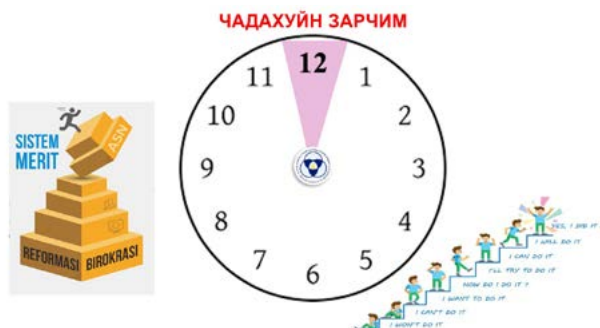 ЧАДАХУЙН ЗАРЧИМ
12
1
2
3
4
5
6
7
8
9
10
11
SISTEM
MERIT
ASN
REFORMASI BIROKRASI
YES, I DID IT
I WILL DO IT
I CAN DO IT
I'LL TRY TO DO IT
HOW DO I DO IT ?
I WANT TO DO IT
I CAN'T DO IT
I WON'T DO IT